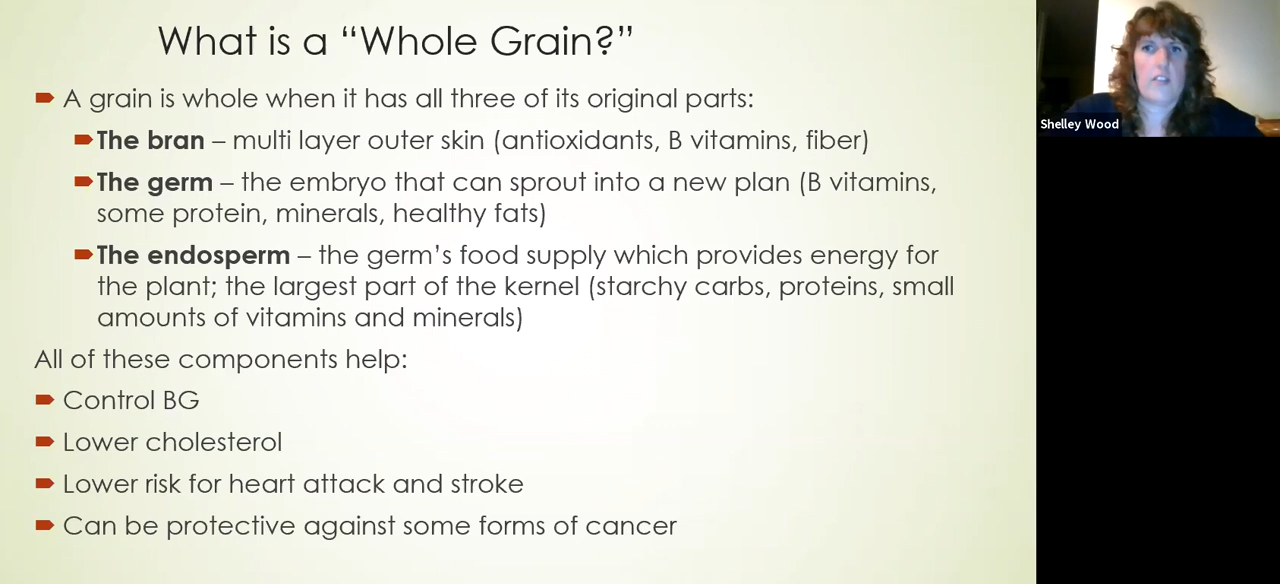 What is a “Whole Grain?”
A grain is whole when it has all three of its original parts:
The bran – multi layer outer skin (antioxidants, B vitamins, fiber)
The germ – the embryo that can sprout into a new plan (B vitamins,
some protein, minerals, healthy fats)
The endosperm – the germ’s food supply which provides energy for
the plant; the largest part of the kernel (starchy carbs, proteins, small
amounts of vitamins and minerals)
All of these components help:
Control BG
Lower cholesterol
Lower risk for heart attack and stroke
Can be protective against some forms of cancer
Shelley Wood